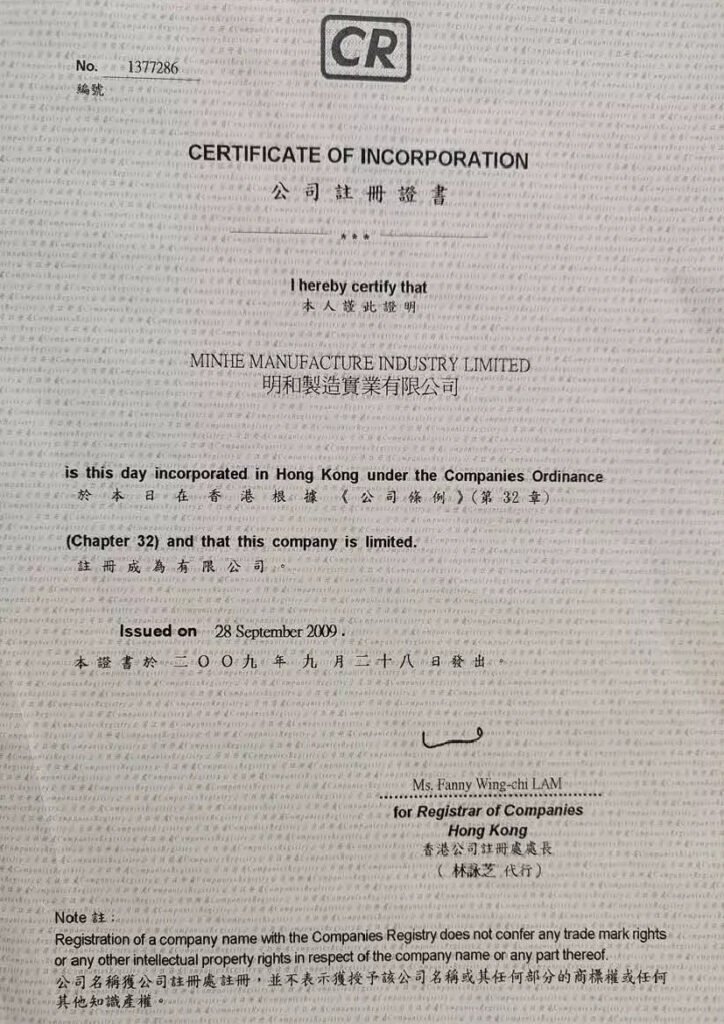 CR
No. 1377286
編號
CERTIFICATE OF INCORPORATION
公司註冊證書
***
I hereby certify that
本人謹此證明
MINHE MANUFACTURE INDUSTRY LIMITED
明和製造實業有限公司
is this day incorporated in Hong Kong under the Companies Ordinance
於本日在香港根據《公司條例》(第32章)
(Chapter 32) and that this company is limited.
註冊成為有限公司。
Issued on 28 September 2009.
本證書於二〇〇九年九月二十八日發出。
Ms. Fanny Wing-chi LAM
for Registrar of Companies
Hong Kong
香港公司註冊處處長
(林詠芝 代行)
Note 註:
Registration of a company name with the Companies Registry does not confer any trade mark rights
or any other intellectual property rights in respect of the company name or any part thereof.
公司名稱獲公司註冊處註冊,並不表示獲授予該公司名稱或其任何部分的商標權或任何
其他知識產權。